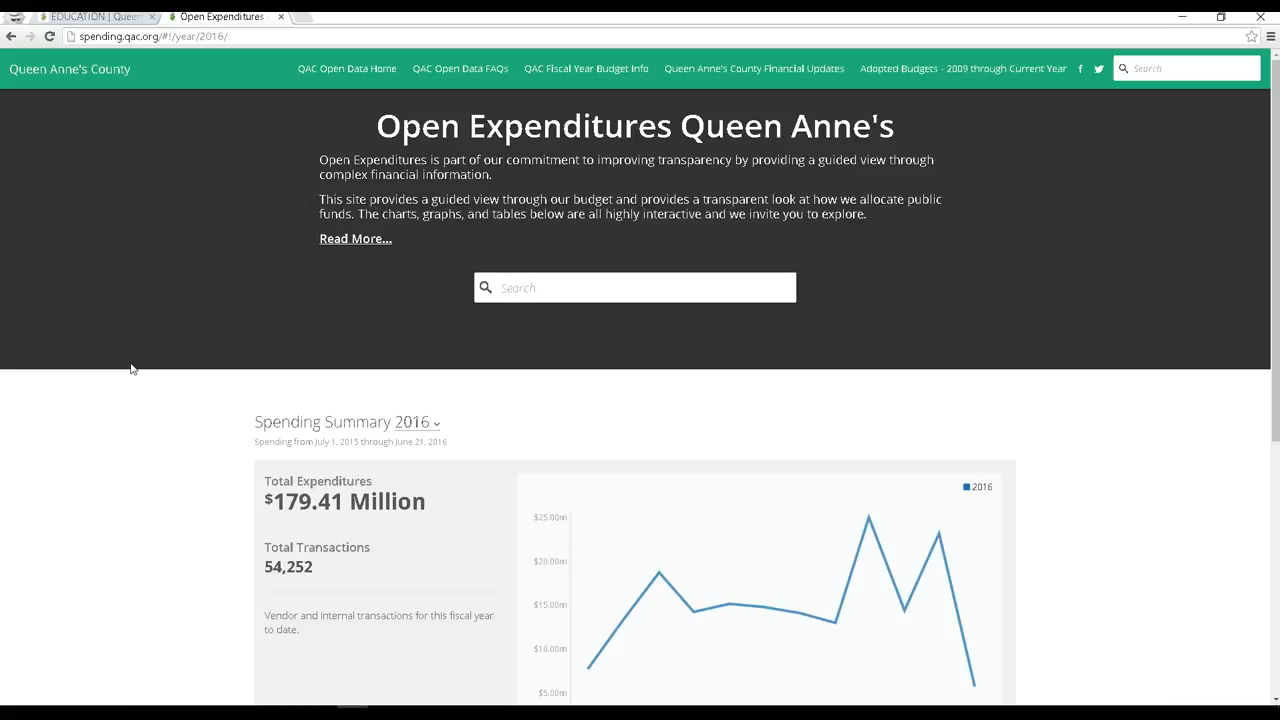 EDUCATION | Queen
Open Expenditures
spending.qac.org/#!/year/2016/
Queen Anne's County
QAC Open Data Home
QAC Open Data FAQs
QAC Fiscal Year Budget Info
Queen Anne's County Financial Updates
Adopted Budgets - 2009 through Current Year
Search
Open Expenditures Queen Anne's
Open Expenditures is part of our commitment to improving transparency by providing a guided view through
complex financial information.
This site provides a guided view through our budget and provides a transparent look at how we allocate public
funds. The charts, graphs, and tables below are all highly interactive and we invite you to explore.
Read More...
Search
Spending Summary 2016
Spending from July 1, 2015 through June 21, 2016
Total Expenditures
$179.41 Million
Total Transactions
54,252
Vendor and Internal transactions for this fiscal year
to date.
2016
$25.00m
$20.00m
$15.00m
$10.00m
$5.00m